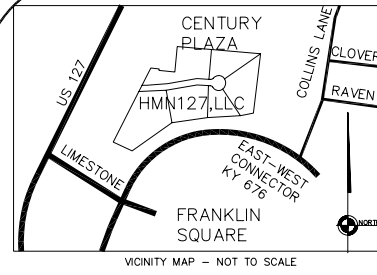 CENTURY
PLAZA
US 127
COLLINS LANE
CLOVER
RAVEN
HMN127,LLC
LIMESTONE
EAST-WEST
CONNECTOR
KY 676
FRANKLIN
SQUARE
NORTH
VICINITY MAP - NOT TO SCALE